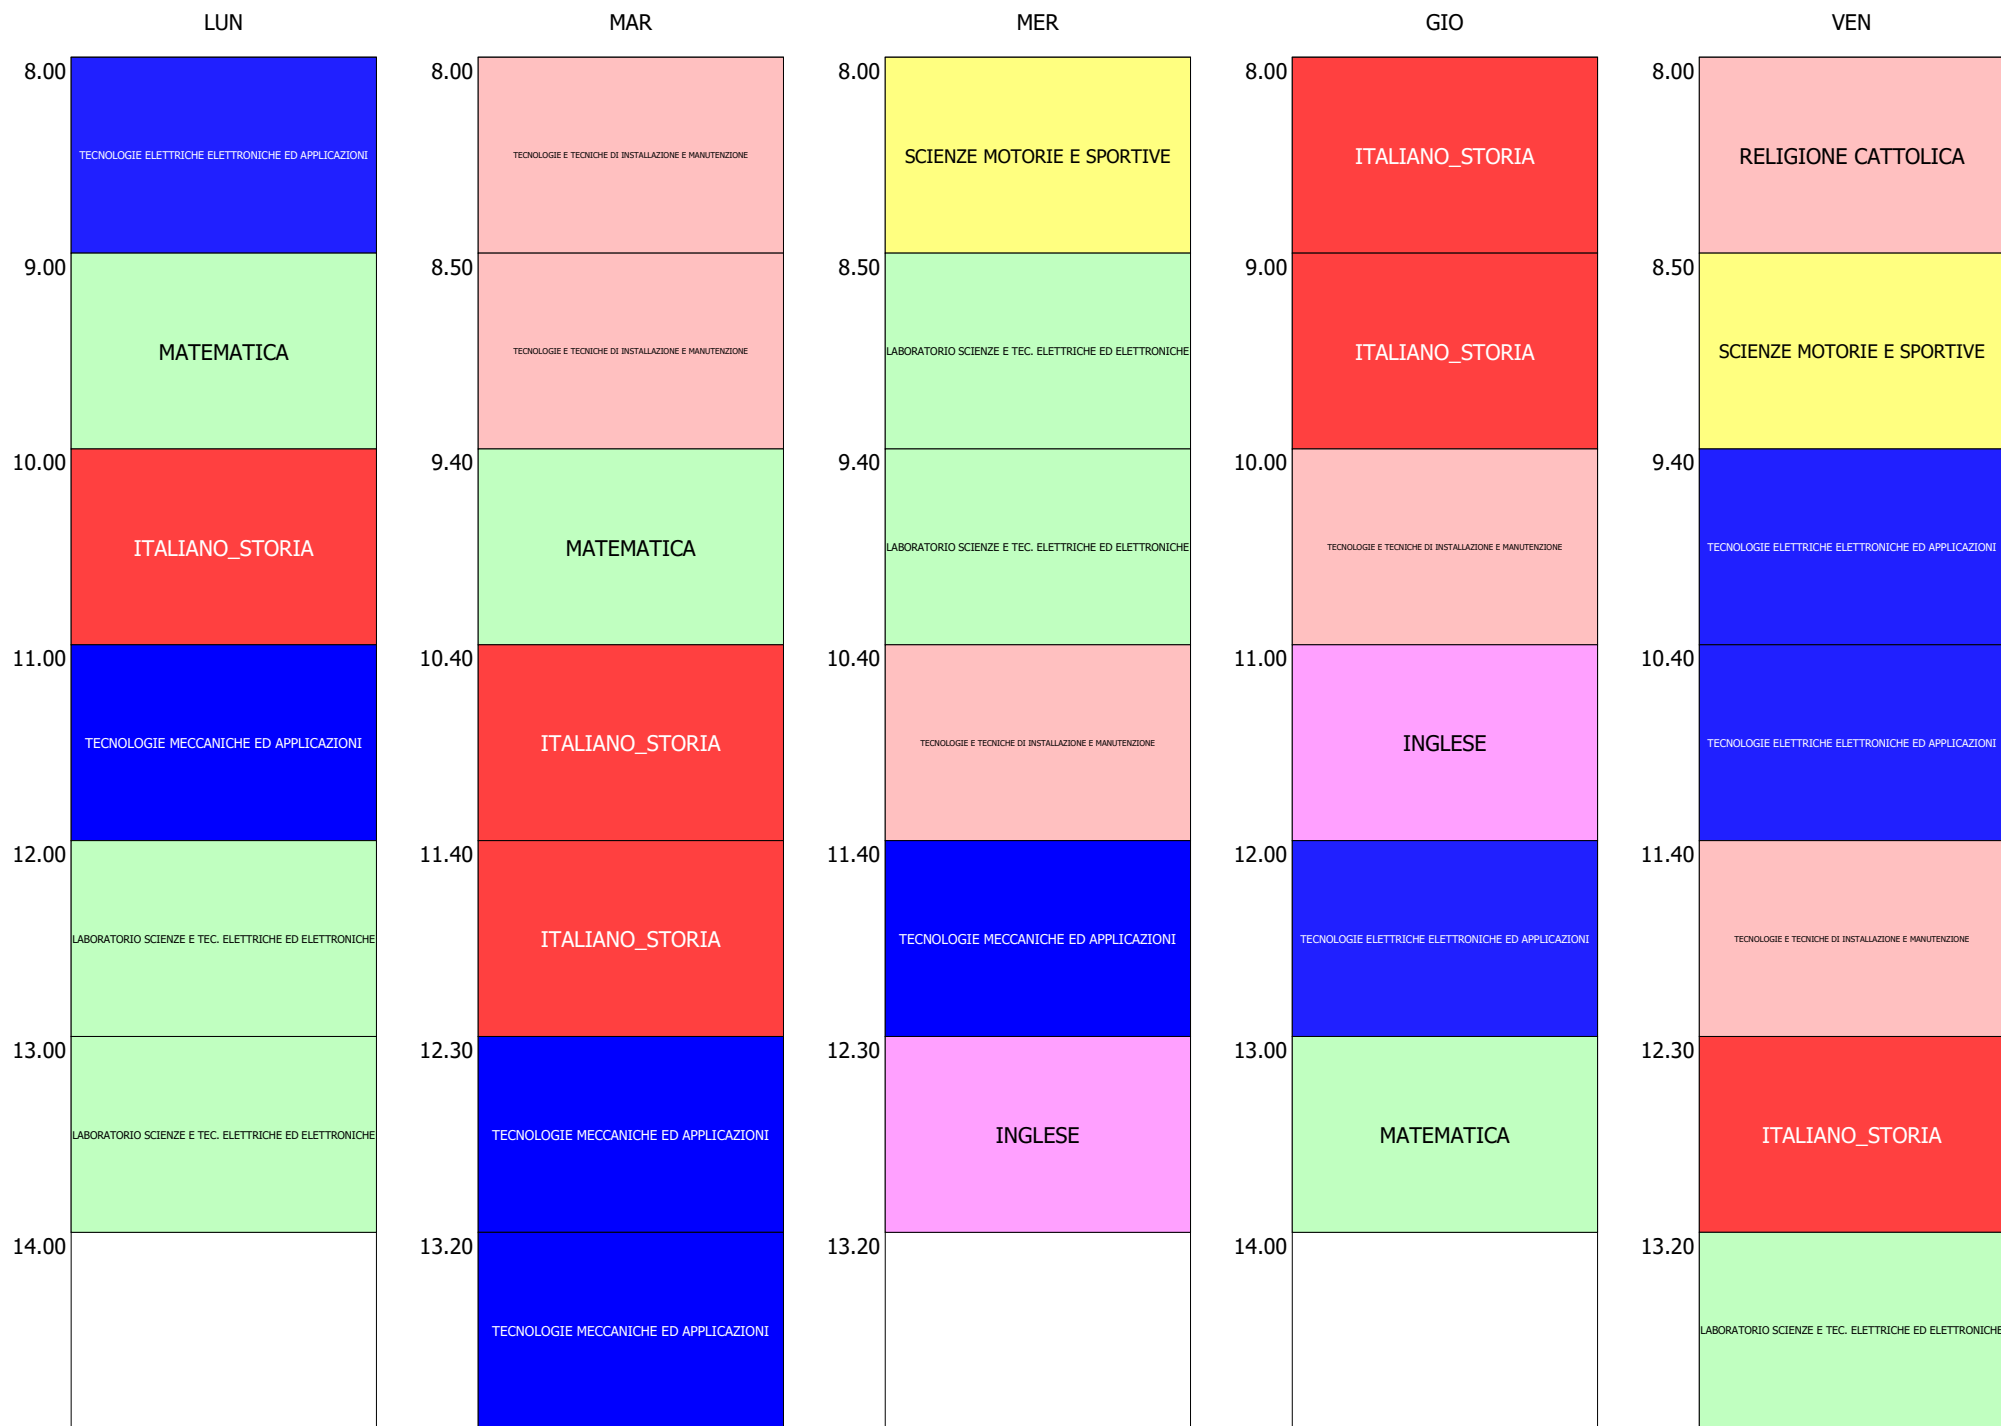 LUN MAR MER GIO VEN
8.00 8.00 8.00 8.00 8.00
TECNOLOGIE ELETTRICHE ELETTRONICHE ED APPLICAZIONI TECNOLOGIE E TECNICHE DI INSTALLAZIONE E MANUTENZIONE SCIENZE MOTORIE E SPORTIVE ITALIANO_STORIA RELIGIONE CATTOLICA
9.00 8.50 8.50 9.00 8.50
MATEMATICA TECNOLOGIE E TECNICHE DI INSTALLAZIONE E MANUTENZIONE LABORATORIO SCIENZE E TEC. ELETTRICHE ED ELETTRONICHE ITALIANO_STORIA SCIENZE MOTORIE E SPORTIVE
10.00 9.40 9.40 10.00 9.40
ITALIANO_STORIA MATEMATICA LABORATORIO SCIENZE E TEC. ELETTRICHE ED ELETTRONICHE TECNOLOGIE E TECNICHE DI INSTALLAZIONE E MANUTENZIONE TECNOLOGIE ELETTRICHE ELETTRONICHE ED APPLICAZIONI
11.00 10.40 10.40 11.00 10.40
TECNOLOGIE MECCANICHE ED APPLICAZIONI ITALIANO_STORIA TECNOLOGIE E TECNICHE DI INSTALLAZIONE E MANUTENZIONE INGLESE TECNOLOGIE ELETTRICHE ELETTRONICHE ED APPLICAZIONI
12.00 11.40 11.40 12.00 11.40
LABORATORIO SCIENZE E TEC. ELETTRICHE ED ELETTRONICHE ITALIANO_STORIA TECNOLOGIE MECCANICHE ED APPLICAZIONI TECNOLOGIE ELETTRICHE ELETTRONICHE ED APPLICAZIONI TECNOLOGIE E TECNICHE DI INSTALLAZIONE E MANUTENZIONE
13.00 12.30 12.30 13.00 12.30
LABORATORIO SCIENZE E TEC. ELETTRICHE ED ELETTRONICHE TECNOLOGIE MECCANICHE ED APPLICAZIONI INGLESE MATEMATICA ITALIANO_STORIA
14.00 13.20 13.20 14.00 13.20
TECNOLOGIE MECCANICHE ED APPLICAZIONI LABORATORIO SCIENZE E TEC. ELETTRICHE ED ELETTRONICHE